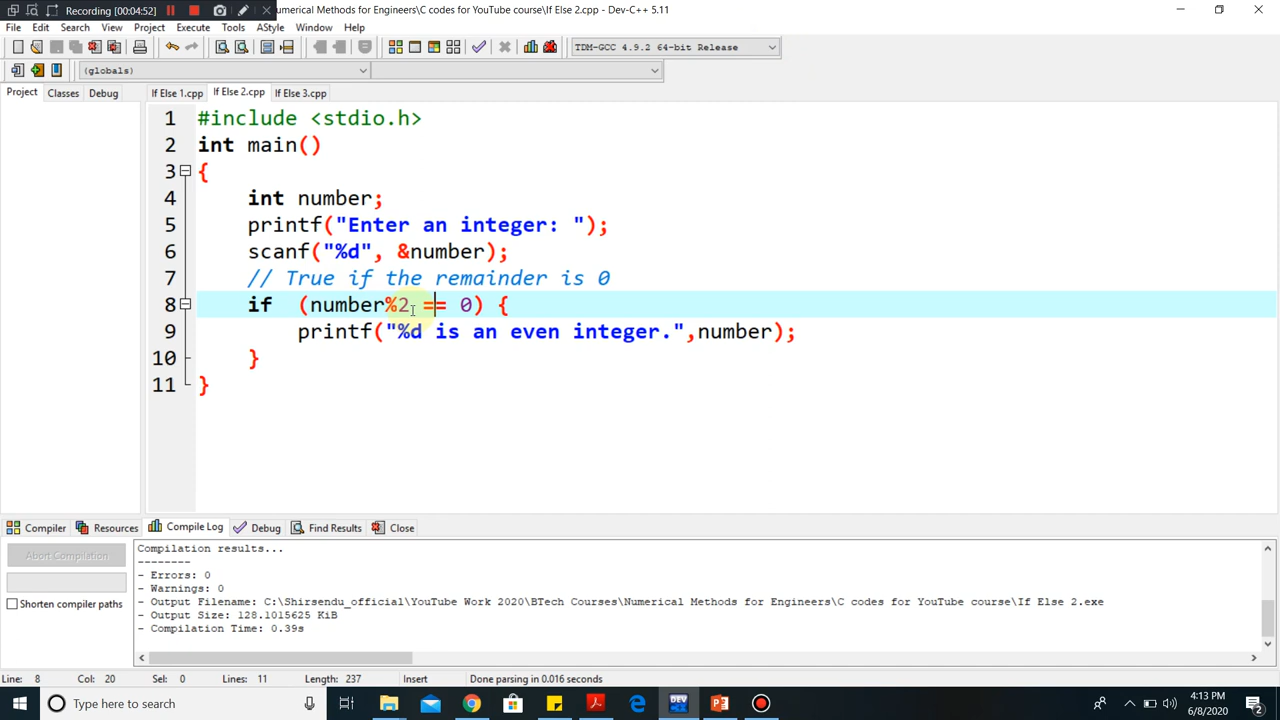 Recording [00:04:52]
umerical Methods for Engineers\C codes for YouTube course\If Else 2.cpp - Dev-C++ 5.11
File Edit Search View Project Execute Tools AStyle Window Help
TDM-GCC 4.9.2 64-bit Release
(globals)
Project Classes Debug If Else 1.cpp If Else 2.cpp If Else 3.cpp
1 #include <stdio.h>
2 int main()
3 {
4 int number;
5 printf("Enter an integer: ");
6 scanf("%d", &number);
7 // True if the remainder is 0
8 if (number%2 == 0) {
9 printf("%d is an even integer.",number);
10 }
11 }
Compiler Resources Compile Log Debug Find Results Close
Abort Compilation
Shorten compiler paths
Compilation results...
--------
- Errors: 0
- Warnings: 0
- Output Filename: C:\Shirsendu_official\YouTube Work 2020\BTech Courses\Numerical Methods for Engineers\C codes for YouTube course\If Else 2.exe
- Output Size: 128.1015625 KiB
- Compilation Time: 0.39s
Line: 8 Col: 20 Sel: 0 Lines: 11 Length: 237 Insert Done parsing in 0.016 seconds
Type here to search
DEV
4:13 PM
6/8/2020
2